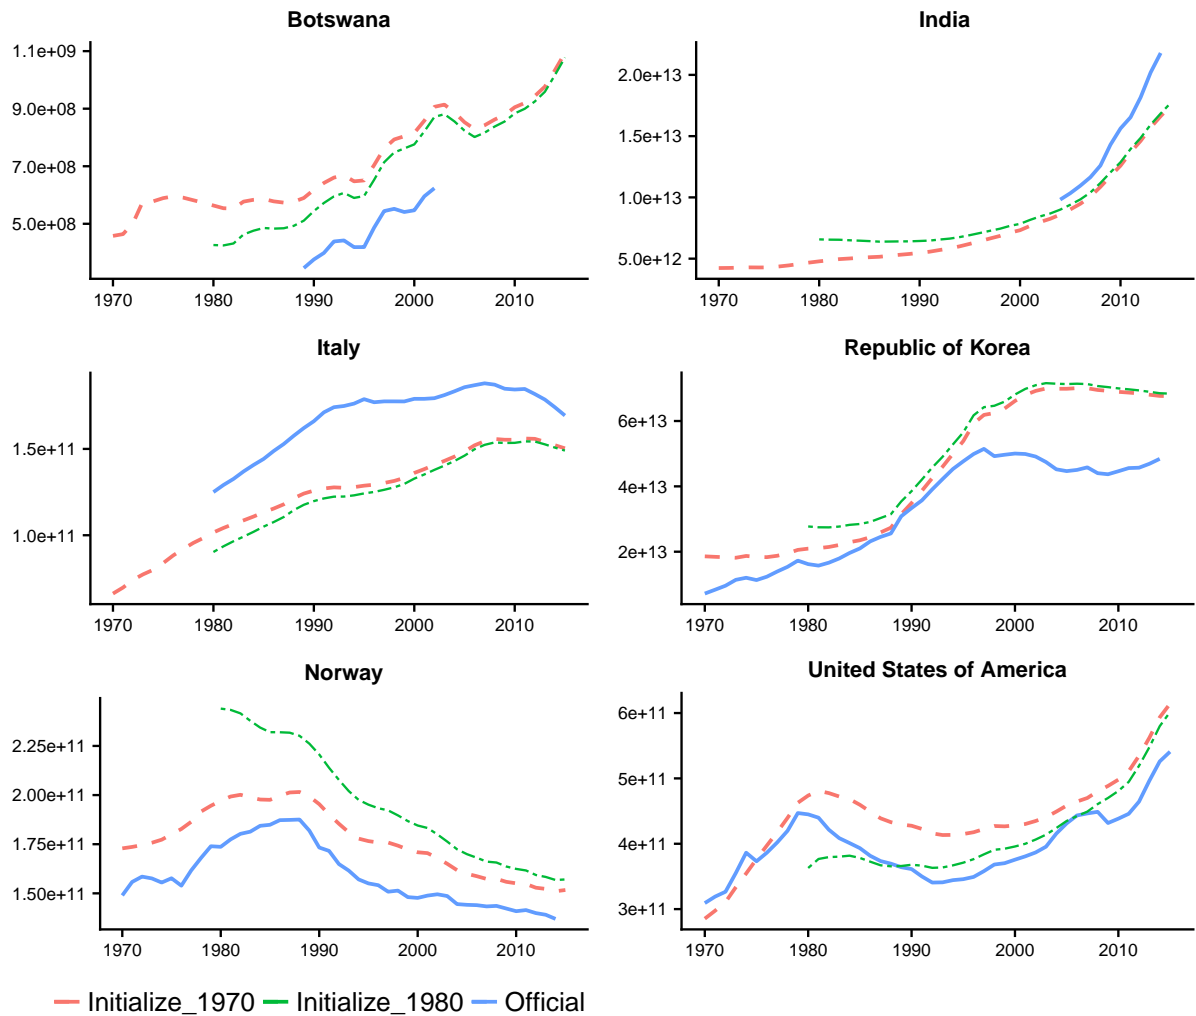 Botswana
India
1.1e+09
9.0e+08
7.0e+08
5.0e+08
1970 1980 1990 2000 2010
2.0e+13
1.5e+13
1.0e+13
5.0e+12
1970 1980 1990 2000 2010
Italy
Republic of Korea
1.5e+11
1.0e+11
1970 1980 1990 2000 2010
6e+13
4e+13
2e+13
1970 1980 1990 2000 2010
Norway
United States of America
2.25e+11
2.00e+11
1.75e+11
1.50e+11
1970 1980 1990 2000 2010
6e+11
5e+11
4e+11
3e+11
1970 1980 1990 2000 2010
Initialize_1970 Initialize_1980 Official